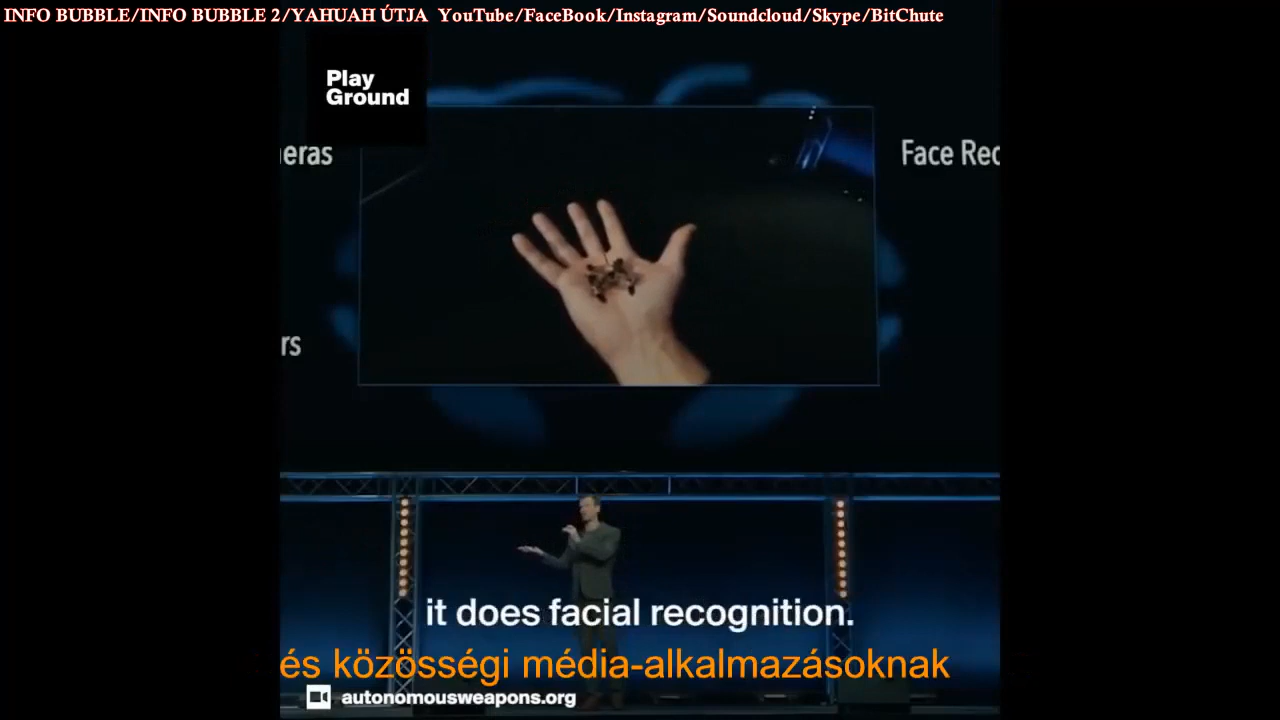 INFO BUBBLE/INFO BUBBLE 2/YAHUAH ÚTJA YouTube/FaceBook/Instagram/Soundcloud/Skype/BitChute
Play
Ground
eras
Face Rec
rs
it does facial recognition.
és közösségi média-alkalmazásoknak
autonomousweapons.org